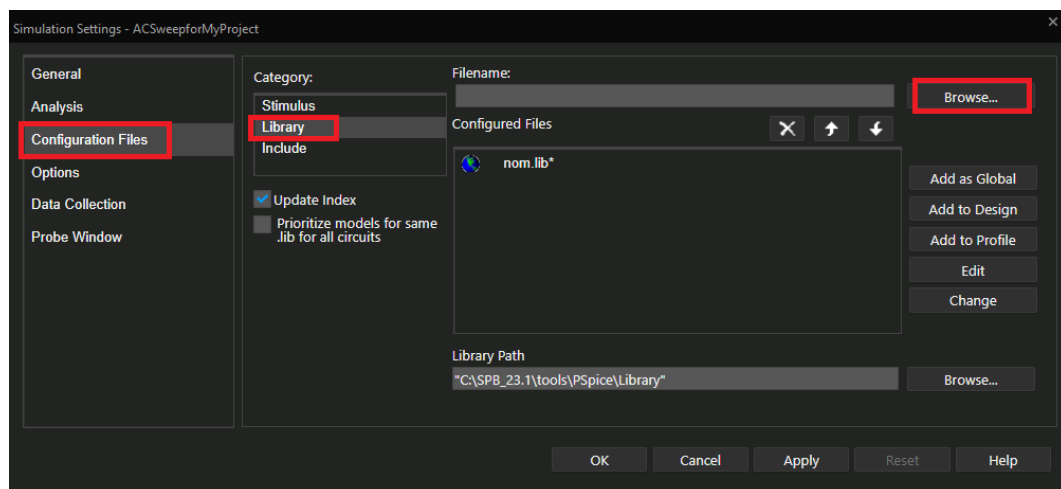 Simulation Settings - ACSweepforMyProject
General
Analysis
Configuration Files
Options
Data Collection
Probe Window
Category:
Stimulus
Library
Include
Update Index
Prioritize models for same
.lib for all circuits
Filename:
Browse...
Configured Files
nom.lib*
Add as Global
Add to Design
Add to Profile
Edit
Change
Library Path
"C:\SPB_23.1\tools\PSpice\Library"
Browse...
OK
Cancel
Apply
Reset
Help